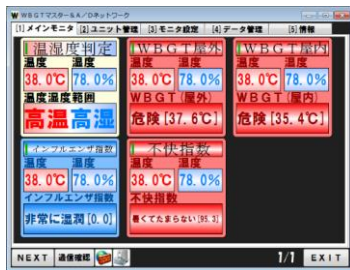 WBGTマスター&A/Dネットワーク
[1]メインモニタ [2]ユニット管理 [3]モニタ設定 [4]データ管理 [5]情報
温湿度判定 WBGT屋外 WBGT屋内
温度 湿度 温度 湿度 温度 湿度
38.0℃ 78.0% 38.0℃ 78.0% 38.0℃ 78.0%
温度湿度範囲 WBGT(屋外) WBGT(屋内)
高温 高湿 危険[37.6℃] 危険[35.4℃]
インフルエンザ指数 不快指数
温度 湿度 温度 湿度
38.0℃ 78.0% 38.0℃ 78.0%
インフルエンザ指数 不快指数
非常に湿潤[0.0] 暑くてたまらない[95.3]
NEXT 通信確認 1/1 EXIT